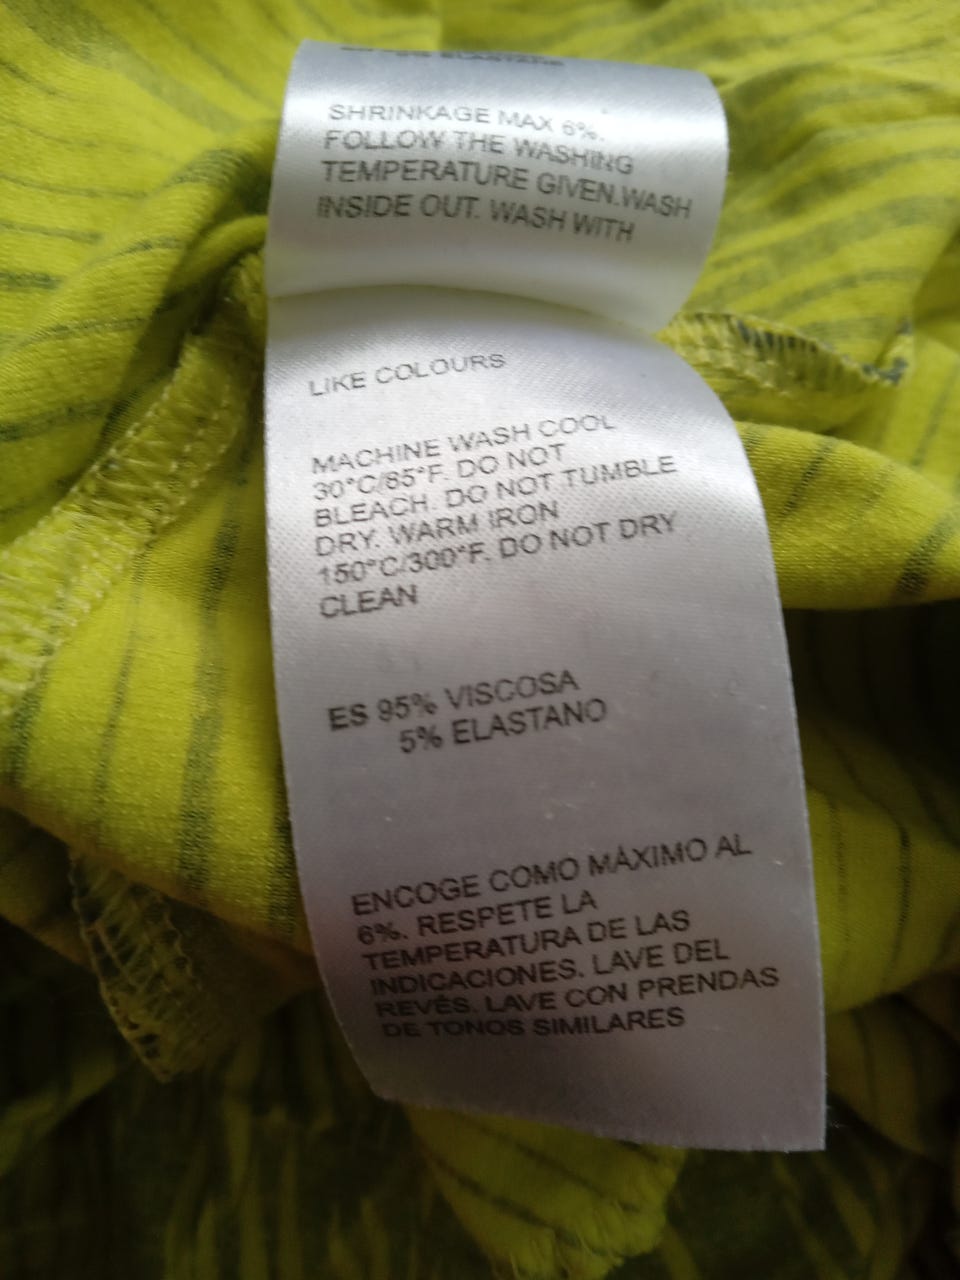 ELASTANE
SHRINKAGE MAX 6%.
FOLLOW THE WASHING
TEMPERATURE GIVEN.WASH
INSIDE OUT. WASH WITH
LIKE COLOURS
MACHINE WASH COOL
30°C/85°F. DO NOT
BLEACH. DO NOT TUMBLE
DRY. WARM IRON
150°C/300°F. DO NOT DRY
CLEAN
ES 95% VISCOSA
5% ELASTANO
ENCOGE COMO MÁXIMO AL
6%. RESPETE LA
TEMPERATURA DE LAS
INDICACIONES. LAVE DEL
REVÉS. LAVE CON PRENDAS
DE TONOS SIMILARES